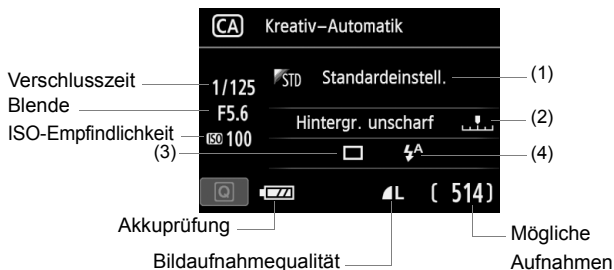 CA Kreativ-Automatik
Verschlusszeit 1/125 STD Standardeinstell. (1)
Blende F5.6 Hintergr. unscharf (2)
ISO-Empfindlichkeit ISO 100
(3) A (4)
Q L ( 514)
Akkuprüfung
Bildaufnahmequalität
Mögliche
Aufnahmen